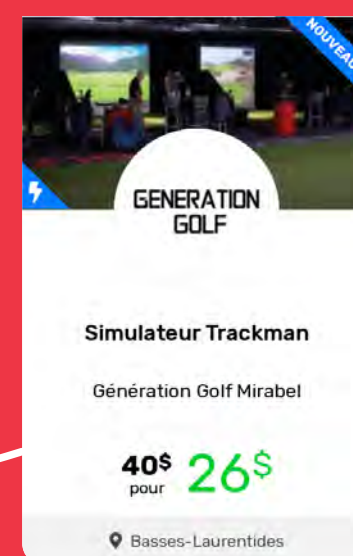 NOUVEAU
GENERATION
GOLF
Simulateur Trackman
Génération Golf Mirabel
40$ pour 26$
Basses-Laurentides